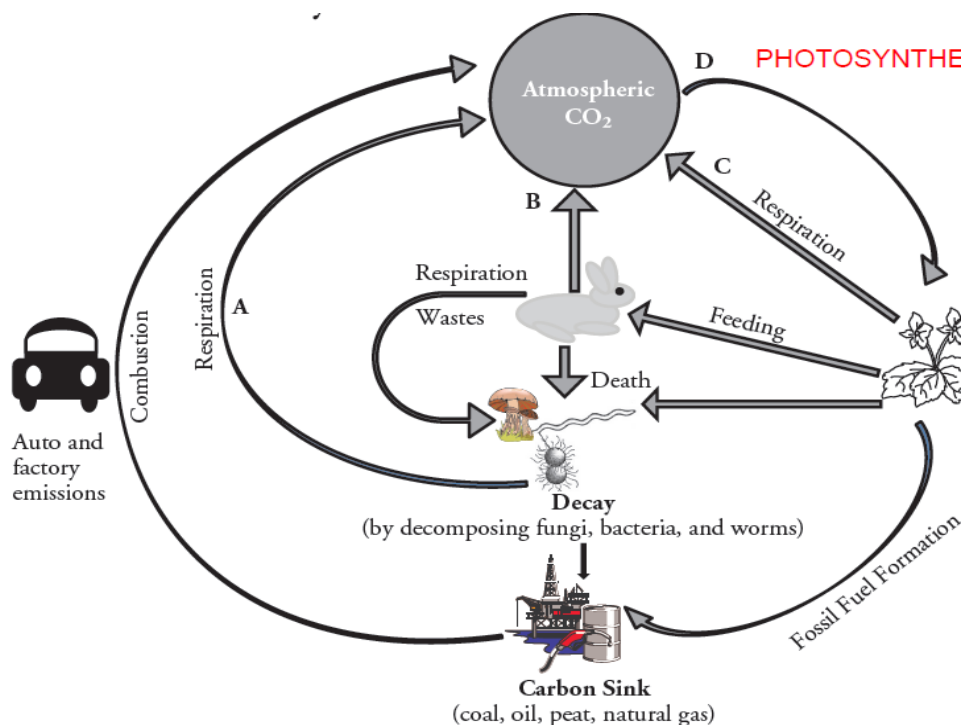 D
PHOTOSYNTHE
Atmospheric
CO₂
C
B
Respiration
Respiration
Wastes
A
Respiration
Combustion
Feeding
Death
Auto and
factory
emissions
Decay
(by decomposing fungi, bacteria, and worms)
Fossil Fuel Formation
Carbon Sink
(coal, oil, peat, natural gas)